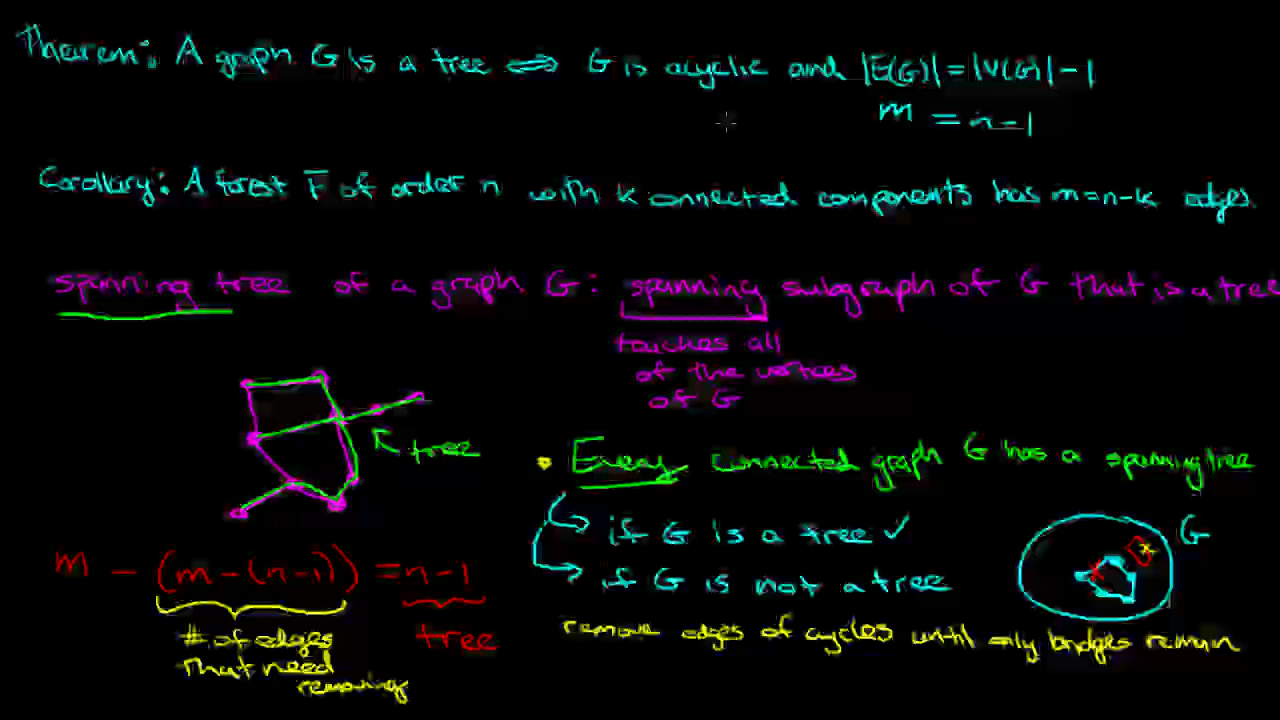 Theorem: A graph G is a tree ⟺ G is acyclic and |E(G)| = |V(G)| - 1
m = n-1
Corollary: A forest F of order n with k connected components has m=n-k edges.
spanning tree of a graph G: spanning subgraph of G that is a tree
touches all
of the vertices
of G
tree
• Every connected graph G has a spanning tree
if G is a tree ✓
G
if G is not a tree
remove edges of cycles until only bridges remain
m - (m-(n-1)) = n-1
# of edges
that need
removing
tree